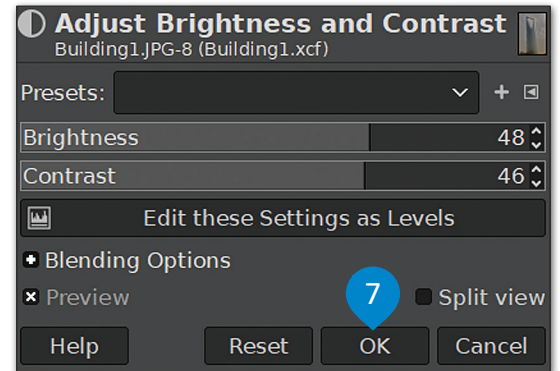 Adjust Brightness and Contrast
Building1.JPG-8 (Building1.xcf)
Presets:
Brightness 48
Contrast 46
Edit these Settings as Levels
Blending Options
Preview 7 Split view
Help Reset OK Cancel